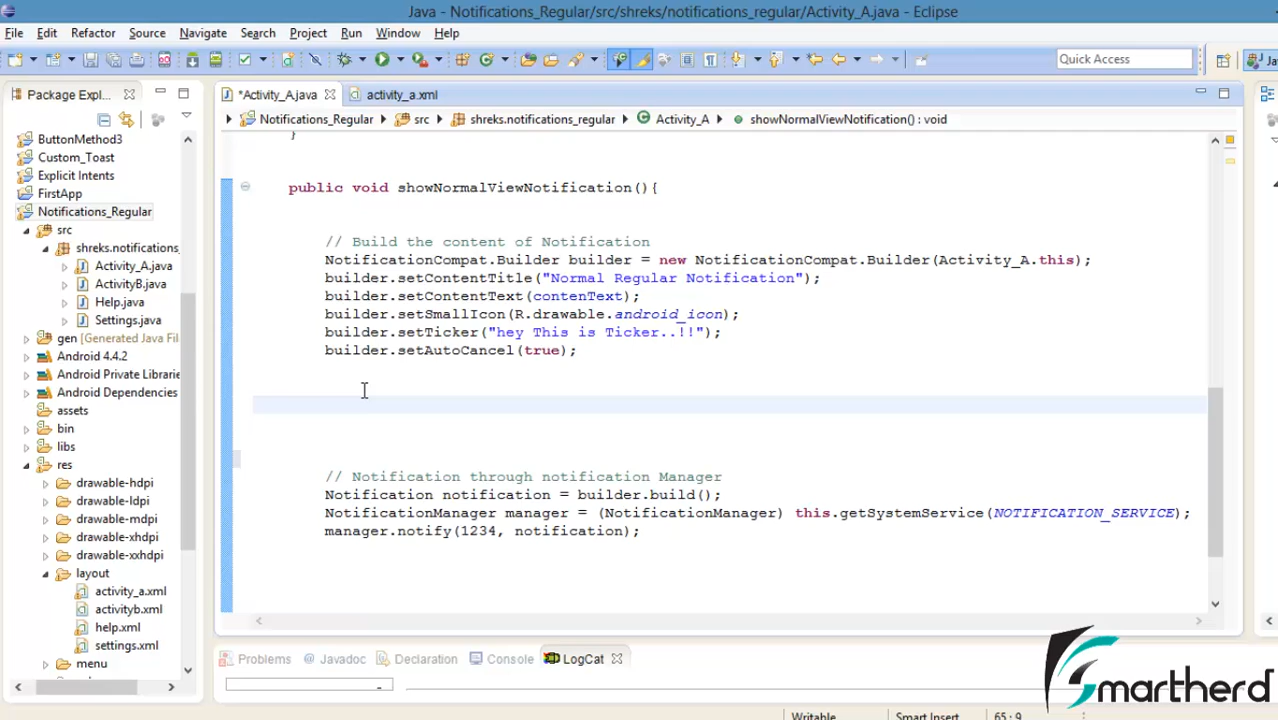 Java - Notifications_Regular/src/shreks/notifications_regular/Activity_A.java - Eclipse
File Edit Refactor Source Navigate Search Project Run Window Help
Quick Access
Package Expl...
*Activity_A.java
activity_a.xml
Notifications_Regular
src
shreks.notifications_regular
Activity_A
showNormalViewNotification() : void
ButtonMethod3
Custom_Toast
Explicit Intents
FirstApp
Notifications_Regular
src
shreks.notifications_
Activity_A.java
ActivityB.java
Help.java
Settings.java
gen [Generated Java Fil
Android 4.4.2
Android Private Librarie
Android Dependencies
assets
bin
libs
res
drawable-hdpi
drawable-ldpi
drawable-mdpi
drawable-xhdpi
drawable-xxhdpi
layout
activity_a.xml
activityb.xml
help.xml
settings.xml
menu
}
public void showNormalViewNotification(){
// Build the content of Notification
NotificationCompat.Builder builder = new NotificationCompat.Builder(Activity_A.this);
builder.setContentTitle("Normal Regular Notification");
builder.setContentText(contenText);
builder.setSmallIcon(R.drawable.android_icon);
builder.setTicker("hey This is Ticker..!!");
builder.setAutoCancel(true);
// Notification through notification Manager
Notification notification = builder.build();
NotificationManager manager = (NotificationManager) this.getSystemService(NOTIFICATION_SERVICE);
manager.notify(1234, notification);
Problems
Javadoc
Declaration
Console
LogCat
Smartherd
Writable
Smart Insert
65 : 9